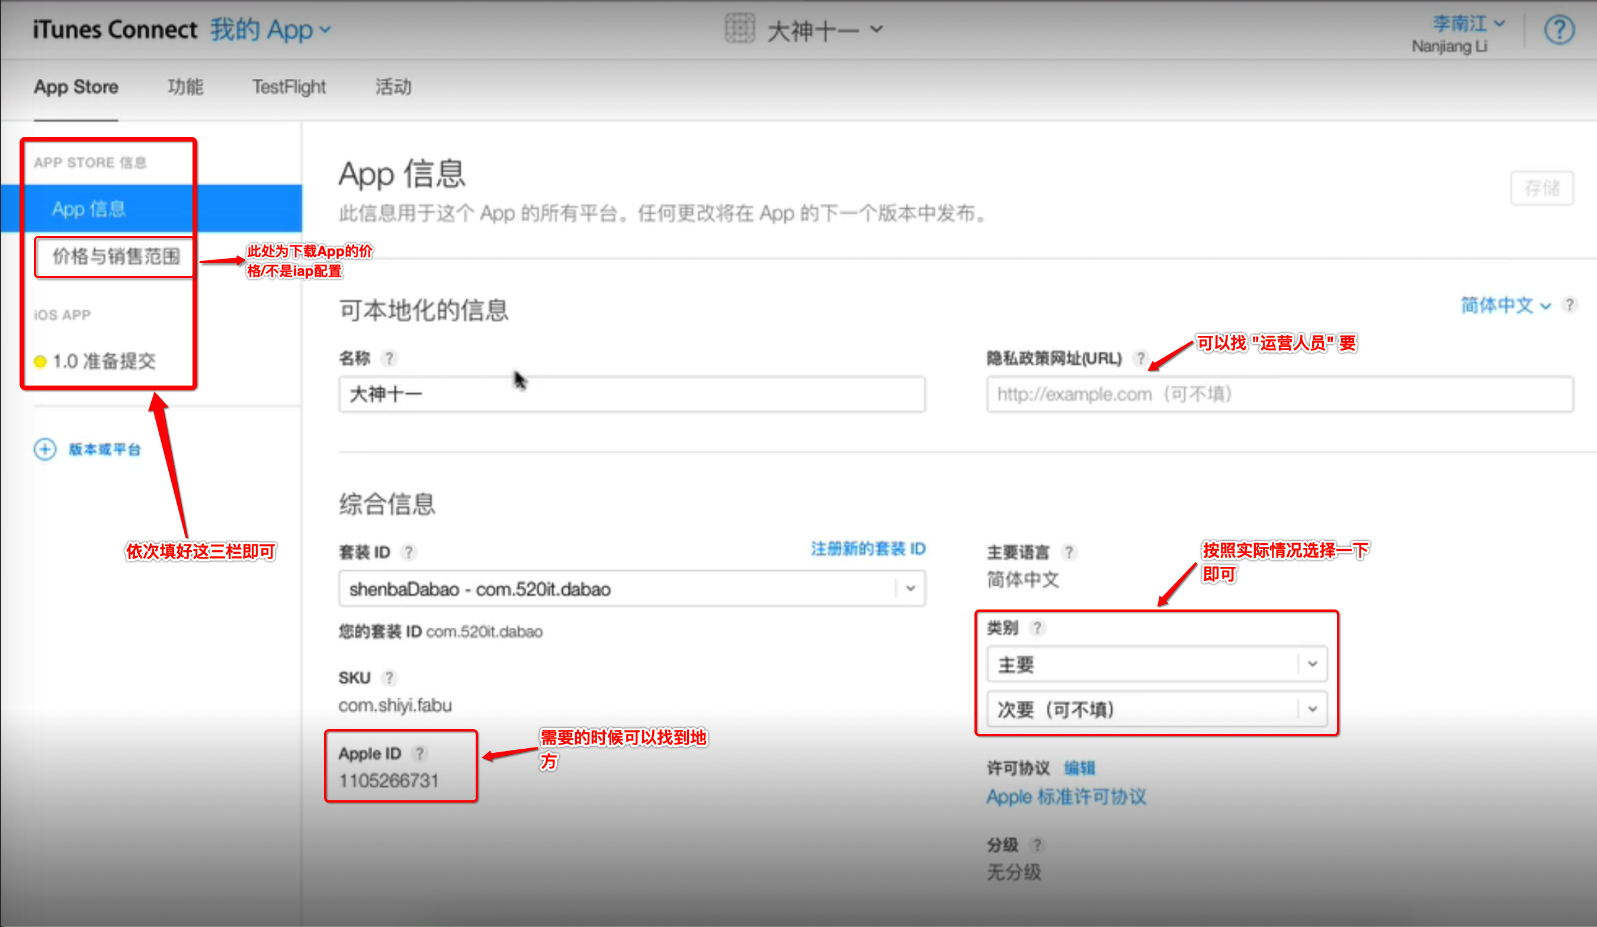 iTunes Connect 我的 App
大神十一
李南江
Nanjiang Li
?
App Store 功能 TestFlight 活动
APP STORE 信息
App 信息
价格与销售范围
此处为下载App的价
格/不是iap配置
iOS APP
1.0 准备提交
版本或平台
依次填好这三栏即可
App 信息
存储
此信息用于这个 App 的所有平台。任何更改将在 App 的下一个版本中发布。
可本地化的信息
简体中文 ?
名称 ?
大神十一
隐私政策网址(URL) ?
可以找 "运营人员" 要
http://example.com（可不填）
综合信息
套装 ID ?
注册新的套装 ID
shenbaDabao - com.520it.dabao
您的套装 ID com.520it.dabao
SKU ?
com.shiyi.fabu
Apple ID ?
1105266731
需要的时候可以找到地
方
主要语言 ?
简体中文
按照实际情况选择一下
即可
类别 ?
主要
次要（可不填）
许可协议 编辑
Apple 标准许可协议
分级 ?
无分级